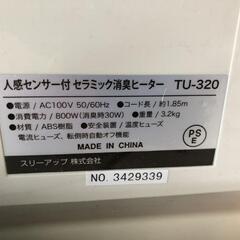 人感センサー付 セラミック消臭ヒーター TU-320
●電源/AC100V 50/60Hz ●コード長/約1.85m
●消費電力/800W(消臭時30W) ●重量/3.2kg
●材質/ABS樹脂 ●安全装置/温度ヒューズ、
電流ヒューズ、転倒時自動オフ機能
PS
E
MADE IN CHINA
スリーアップ 株式会社
NO. 3429339